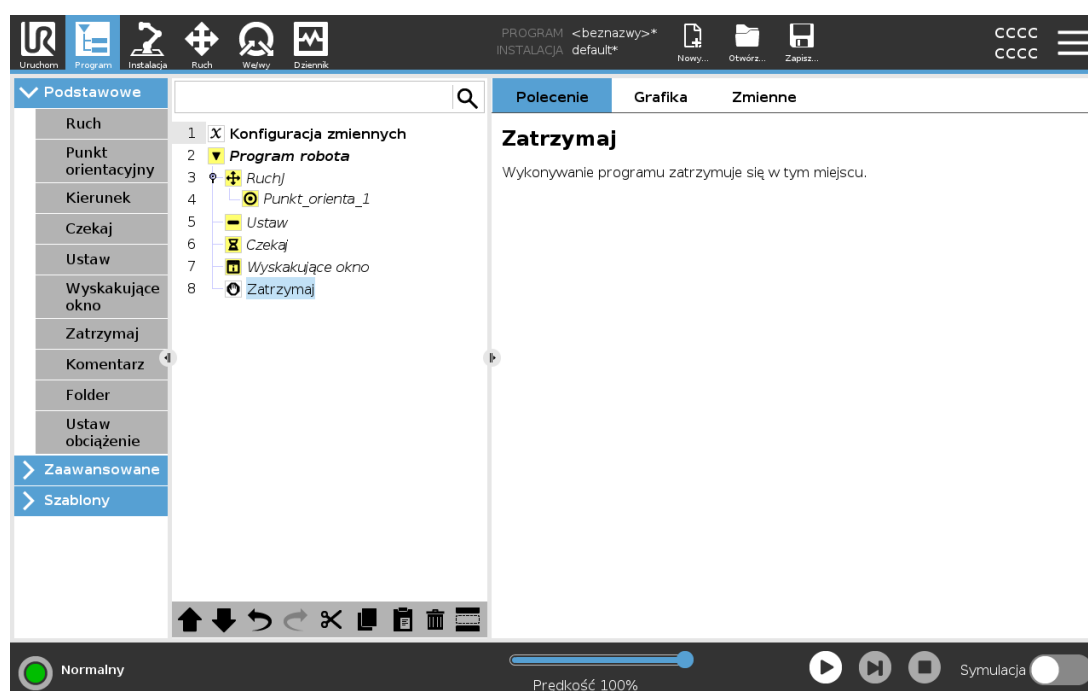 UR
PROGRAM <beznazwy>*
INSTALACJA default*
CCCC
CCCC
Uruchom Program Instalacja Ruch We/wy Dziennik Nowy... Otwórz... Zapisz...
Podstawowe
Ruch
Punkt
orientacyjny
Kierunek
Czekaj
Ustaw
Wyskakujące
okno
Zatrzymaj
Komentarz
Folder
Ustaw
obciążenie
Zaawansowane
Szablony
1 X Konfiguracja zmiennych
2 Program robota
3 RuchJ
4 Punkt_orienta_1
5 Ustaw
6 Czekaj
7 Wyskakujące okno
8 Zatrzymaj
Polecenie Grafika Zmienne
Zatrzymaj
Wykonywanie programu zatrzymuje się w tym miejscu.
Normalny
Prędkość 100%
Symulacja